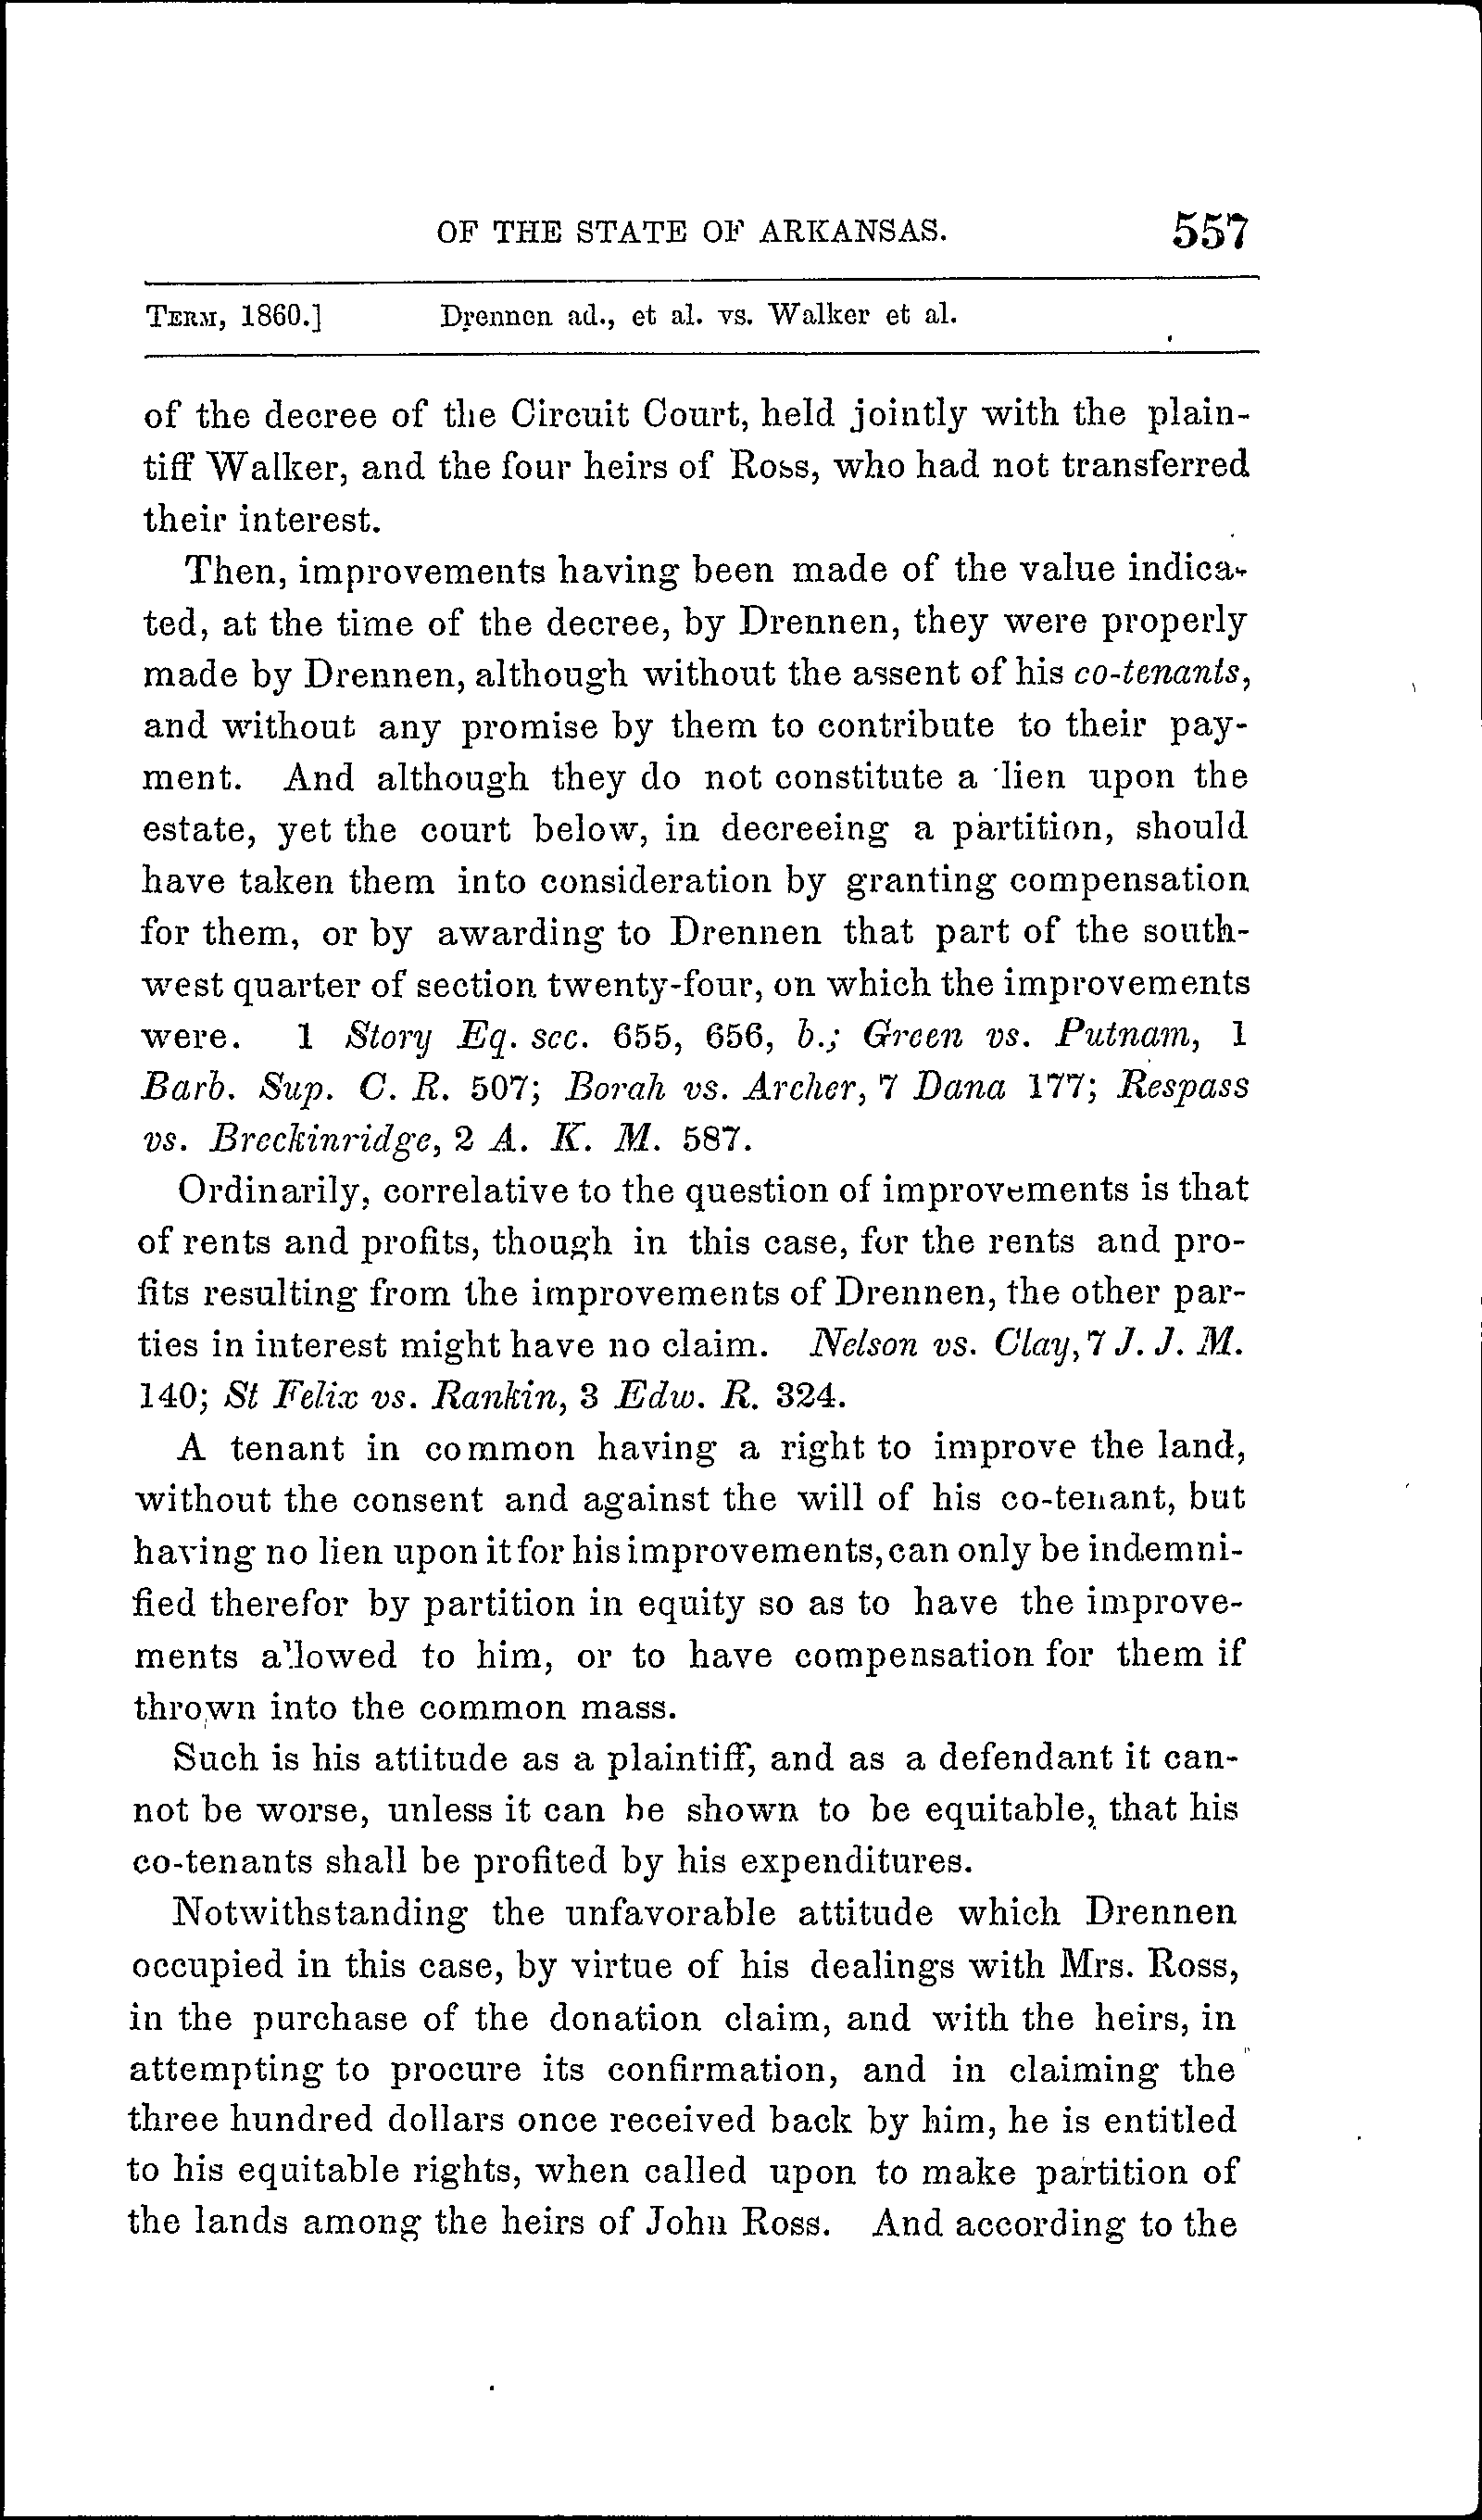 OF THE STATE OF ARKANSAS. 557
TERM, 1860.] Drennen ad., et al. vs. Walker et al.
of the decree of the Circuit Court, held jointly with the plain-
tiff Walker, and the four heirs of Ross, who had not transferred
their interest.
Then, improvements having been made of the value indica-
ted, at the time of the decree, by Drennen, they were properly
made by Drennen, although without the assent of his co-tenants,
and without any promise by them to contribute to their pay-
ment. And although they do not constitute a lien upon the
estate, yet the court below, in decreeing a partition, should
have taken them into consideration by granting compensation
for them, or by awarding to Drennen that part of the south-
west quarter of section twenty-four, on which the improvements
were. 1 Story Eq. sec. 655, 656, b.; Green vs. Putnam, 1
Barb. Sup. C. R. 507; Borah vs. Archer, 7 Dana 177; Respass
vs. Breckinridge, 2 A. K. M. 587.
Ordinarily, correlative to the question of improvements is that
of rents and profits, though in this case, for the rents and pro-
fits resulting from the improvements of Drennen, the other par-
ties in interest might have no claim. Nelson vs. Clay, 7 J. J. M.
140; St Felix vs. Rankin, 3 Edw. R. 324.
A tenant in common having a right to improve the land,
without the consent and against the will of his co-tenant, but
having no lien upon it for his improvements, can only be indemni-
fied therefor by partition in equity so as to have the improve-
ments allowed to him, or to have compensation for them if
thrown into the common mass.
Such is his attitude as a plaintiff, and as a defendant it can-
not be worse, unless it can be shown to be equitable, that his
co-tenants shall be profited by his expenditures.
Notwithstanding the unfavorable attitude which Drennen
occupied in this case, by virtue of his dealings with Mrs. Ross,
in the purchase of the donation claim, and with the heirs, in
attempting to procure its confirmation, and in claiming the
three hundred dollars once received back by him, he is entitled
to his equitable rights, when called upon to make partition of
the lands among the heirs of John Ross. And according to the